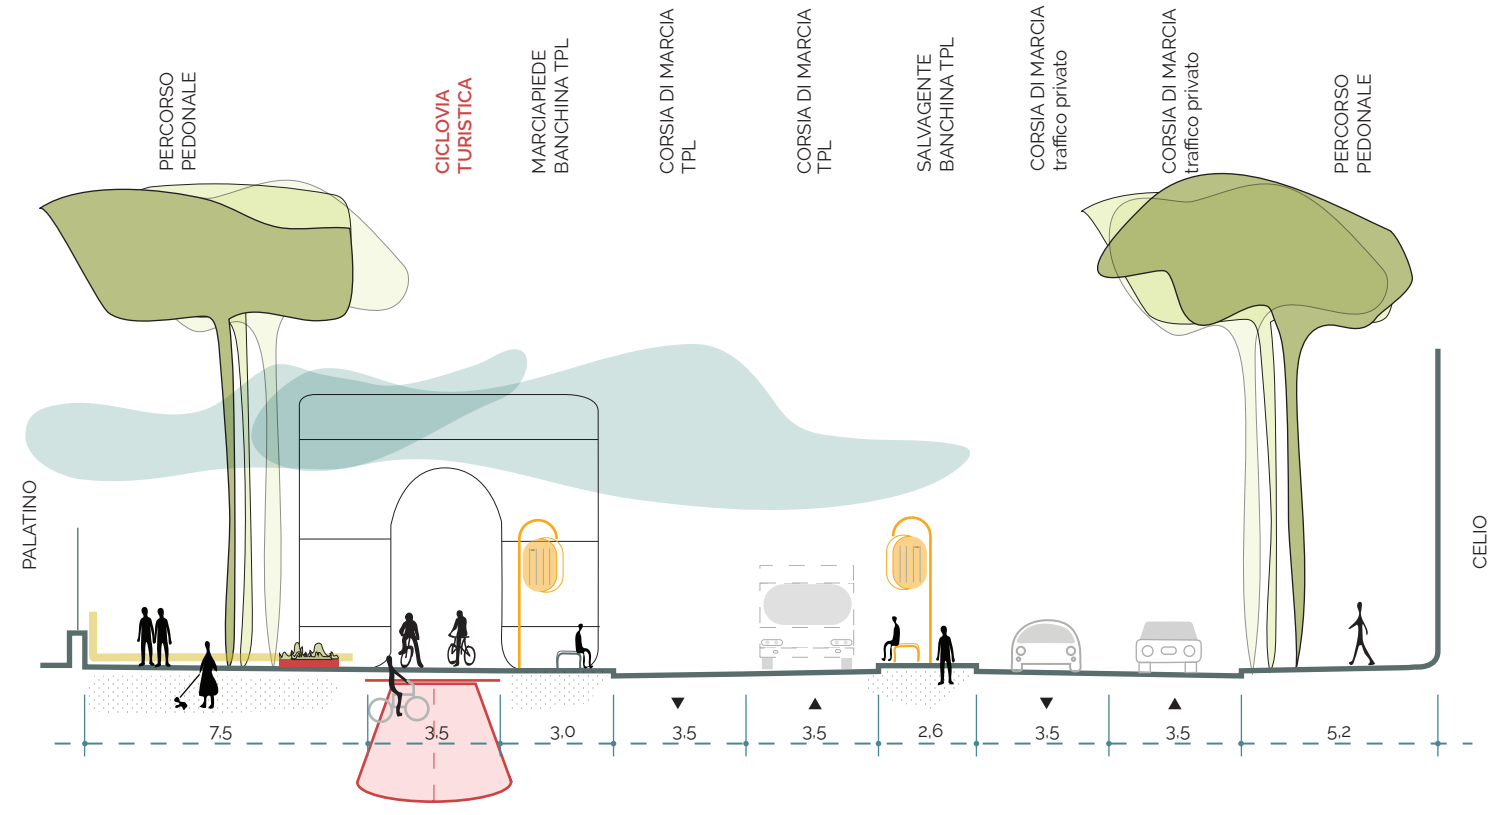 PERCORSO
PEDONALE
CICLOVIA
TURISTICA
MARCIAPIEDE
BANCHINA TPL
CORSIA DI MARCIA
TPL
CORSIA DI MARCIA
TPL
SALVAGENTE
BANCHINA TPL
CORSIA DI MARCIA
traffico privato
CORSIA DI MARCIA
traffico privato
PERCORSO
PEDONALE
PALATINO
CELIO
7,5
3,5
3,0
3,5
3,5
2,6
3,5
3,5
5,2